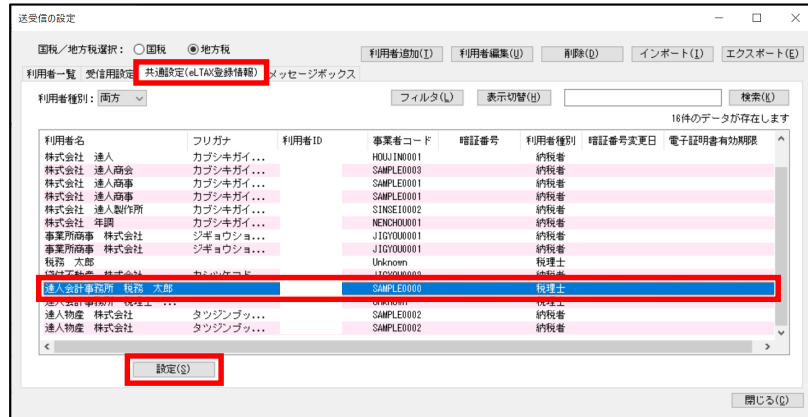 送受信の設定
国税／地方税選択： 国税 地方税 利用者追加(I) 利用者編集(U) 削除(D) インポート(I) エクスポート(E)
利用者一覧 受信用設定 共通設定(eLTAX登録情報) メッセージボックス
利用者種別： 両方 フィルタ(L) 表示切替(H) 検索(K)
16件のデータが存在します
利用者名 フリガナ 利用者ID 事業者コード 暗証番号 利用者種別 暗証番号変更日 電子証明書有効期限
株式会社 達人 カブシキガイ... HOUJIN0001 納税者
株式会社 達人商会 カブシキガイ... SAMPLE0003 納税者
株式会社 達人商事 カブシキガイ... SAMPLE0001 納税者
株式会社 達人商事 カブシキガイ... SAMPLE0001 納税者
株式会社 達人製作所 カブシキガイ... SINSEI0002 納税者
株式会社 年調 カブシキガイ... NENCHOU001 納税者
事業所商事 株式会社 ジギョウショ... JIGYOU0001 納税者
事業所商事 株式会社 ジギョウショ... JIGYOU0001 納税者
税務 太郎 Unknown 税理士
達人会計事務所 税務 太郎 SAMPLE0000 税理士
達人物産 株式会社 タツジンブッ... SAMPLE0002 納税者
達人物産 株式会社 タツジンブッ... SAMPLE0002 納税者
設定(S)
閉じる(C)